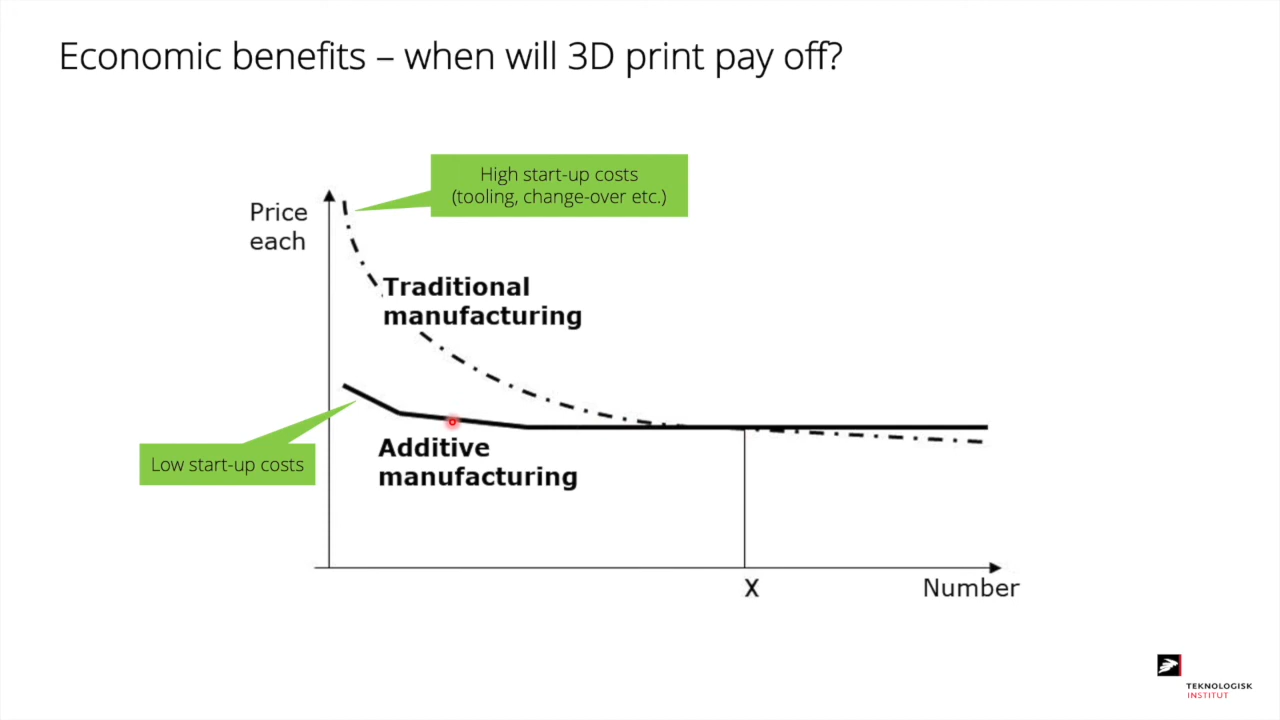 Economic benefits – when will 3D print pay off?
High start-up costs
(tooling, change-over etc.)
Price
each
Traditional
manufacturing
Low start-up costs
Additive
manufacturing
X
Number
TEKNOLOGISK
INSTITUT